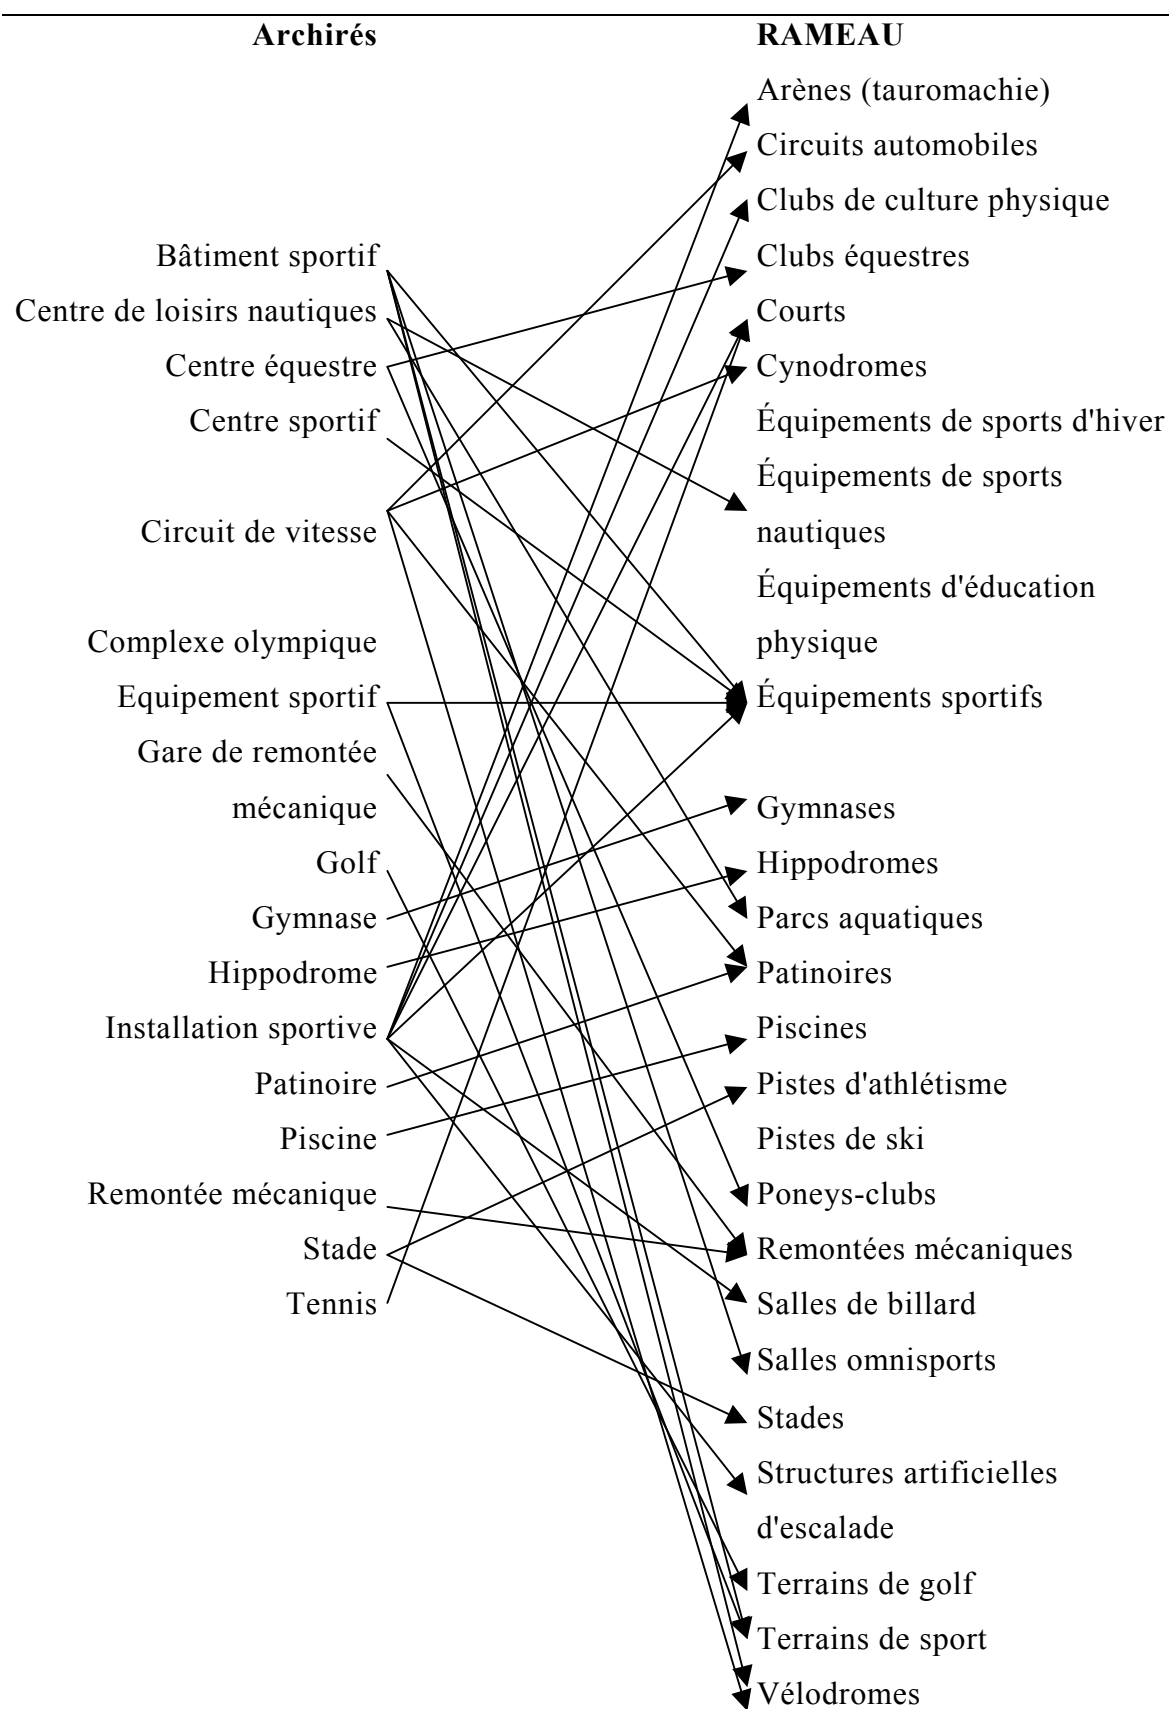 Archirés
RAMEAU
Arènes (tauromachie)
Circuits automobiles
Clubs de culture physique
Bâtiment sportif
Clubs équestres
Centre de loisirs nautiques
Courts
Centre équestre
Cynodromes
Centre sportif
Équipements de sports d'hiver
Équipements de sports
Circuit de vitesse
nautiques
Équipements d'éducation
Complexe olympique
physique
Equipement sportif
Équipements sportifs
Gare de remontée
mécanique
Gymnases
Golf
Hippodromes
Gymnase
Parcs aquatiques
Hippodrome
Patinoires
Installation sportive
Piscines
Patinoire
Pistes d'athlétisme
Piscine
Pistes de ski
Remontée mécanique
Poneys-clubs
Stade
Remontées mécaniques
Tennis
Salles de billard
Salles omnisports
Stades
Structures artificielles
d'escalade
Terrains de golf
Terrains de sport
Vélodromes